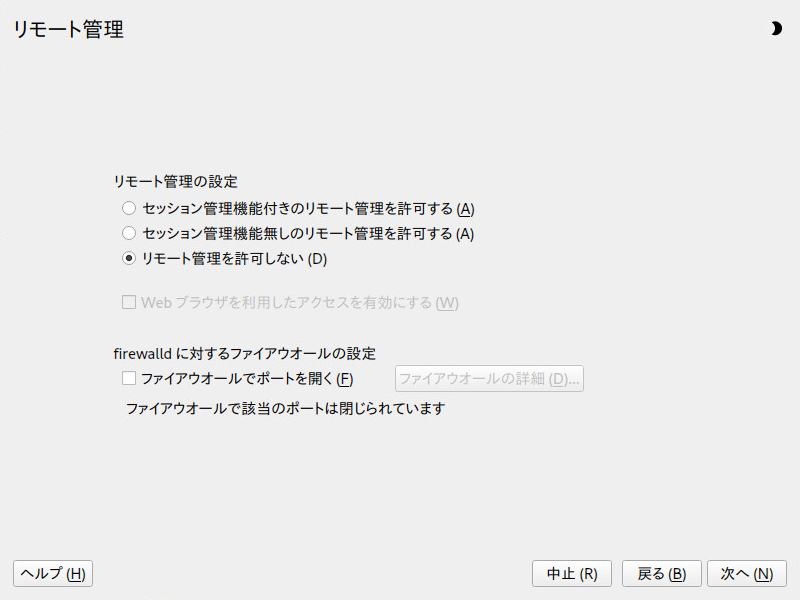 リモート管理
リモート管理の設定
セッション管理機能付きのリモート管理を許可する (A)
セッション管理機能無しのリモート管理を許可する (A)
リモート管理を許可しない (D)
Web ブラウザを利用したアクセスを有効にする (W)
firewalld に対するファイアウオールの設定
ファイアウオールでポートを開く (F) ファイアウオールの詳細 (D)...
ファイアウオールで該当のポートは閉じられています
ヘルプ (H) 中止 (R) 戻る (B) 次へ (N)